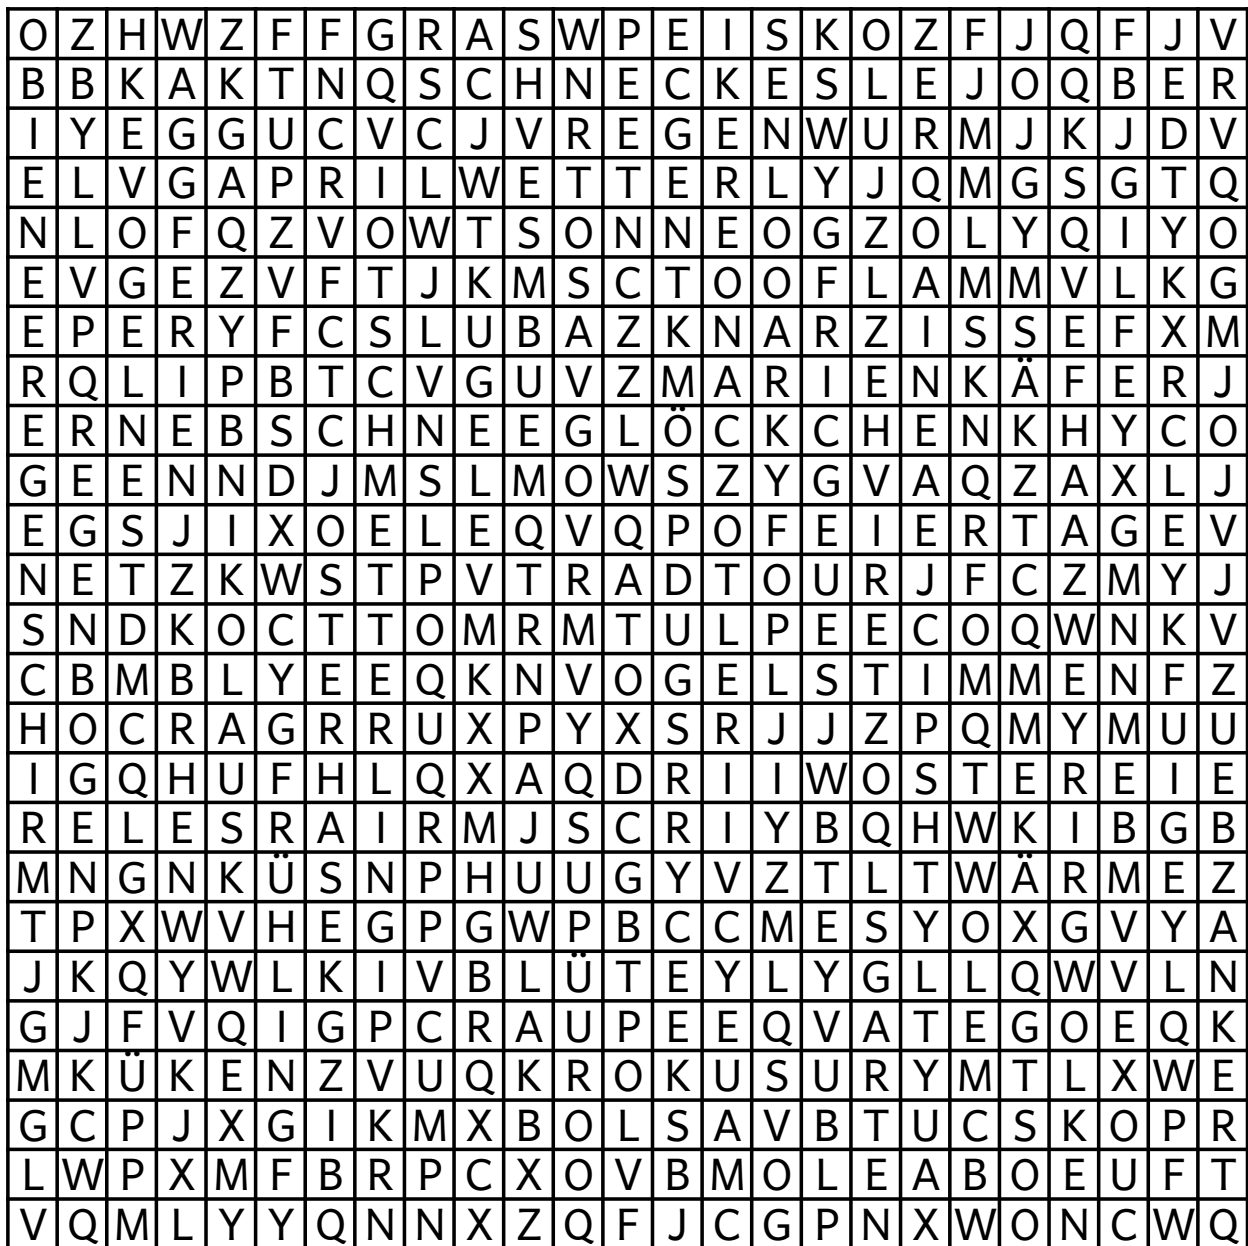 O Z H W Z F F G R A S W P E I S K O Z F J Q F J V
B B K A K T N Q S C H N E C K E S L E J O Q B E R
I Y E G G U C V C J V R E G E N W U R M J K J D V
E L V G A P R I L W E T T E R L Y J Q M G S G T Q
N L O F Q Z V O W T S O N N E O G Z O L Y Q I Y O
E V G E Z V F T J K M S C T O O F L A M M V L K G
E P E R Y F C S L U B A Z K N A R Z I S S E F X M
R Q L I P B T C V G U V Z M A R I E N K Ä F E R J
E R N E B S C H N E E G L Ö C K C H E N K H Y C O
G E E N N D J M S L M O W S Z Y G V A Q Z A X L J
E G S J I X O E L E Q V Q P O F E I E R T A G E V
N E T Z K W S T P V T R A D T O U R J F C Z M Y J
S N D K O C T T O M R M T U L P E E C O Q W N K V
C B M B L Y E E Q K N V O G E L S T I M M E N F Z
H O C R A G R R U X P Y X S R J J Z P Q M Y M U U
I G Q H U F H L Q X A Q D R I I W O S T E R E I E
R E L E S R A I R M J S C R I Y B Q H W K I B G B
M N G N K Ü S N P H U U G Y V Z T L T W Ä R M E Z
T P X W V H E G P G W P B C C M E S Y O X G V Y A
J K Q Y W L K I V B L Ü T E Y L Y G L L Q W V L N
G J F V Q I G P C R A U P E E Q V A T E G O E Q K
M K Ü K E N Z V U Q K R O K U S U R Y M T L X W E
G C P J X G I K M X B O L S A V B T U C S K O P R
L W P X M F B R P C X O V B M O L E A B O E U F T
V Q M L Y Y Q N N X Z Q F J C G P N X W O N C W Q